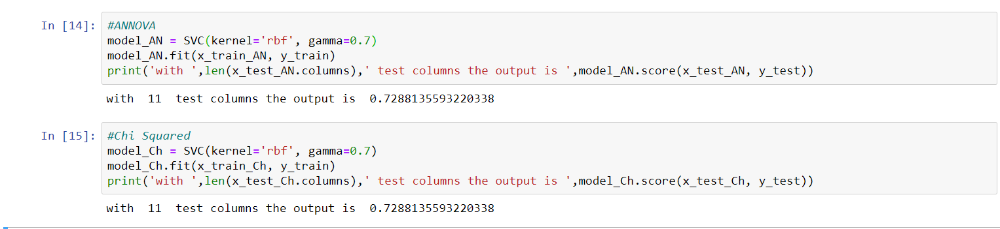 In [14]: #ANNOVA
model_AN = SVC(kernel='rbf', gamma=0.7)
model_AN.fit(x_train_AN, y_train)
print('with ',len(x_test_AN.columns),' test columns the output is ',model_AN.score(x_test_AN, y_test))
with  11  test columns the output is  0.7288135593220338
In [15]: #Chi Squared
model_Ch = SVC(kernel='rbf', gamma=0.7)
model_Ch.fit(x_train_Ch, y_train)
print('with ',len(x_test_Ch.columns),' test columns the output is ',model_Ch.score(x_test_Ch, y_test))
with  11  test columns the output is  0.7288135593220338